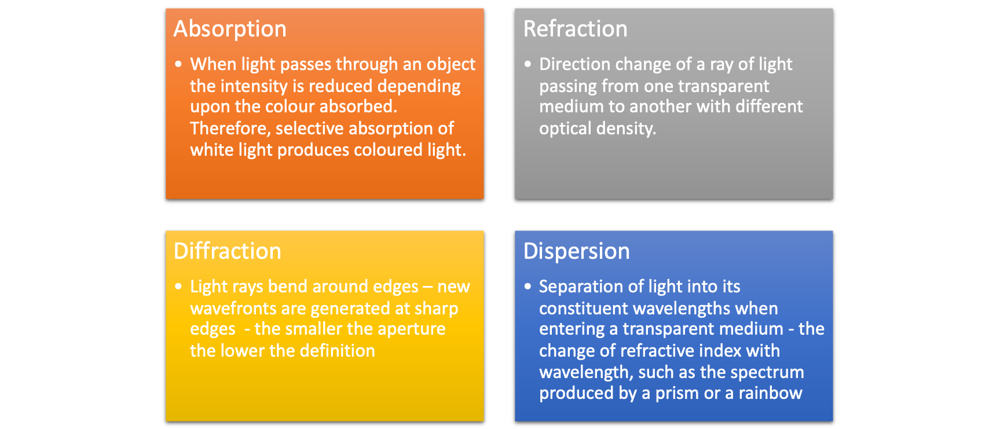 Absorption
• When light passes through an object
the intensity is reduced depending
upon the colour absorbed.
Therefore, selective absorption of
white light produces coloured light.
Refraction
• Direction change of a ray of light
passing from one transparent
medium to another with different
optical density.
Diffraction
• Light rays bend around edges – new
wavefronts are generated at sharp
edges  - the smaller the aperture
the lower the definition
Dispersion
• Separation of light into its
constituent wavelengths when
entering a transparent medium - the
change of refractive index with
wavelength, such as the spectrum
produced by a prism or a rainbow